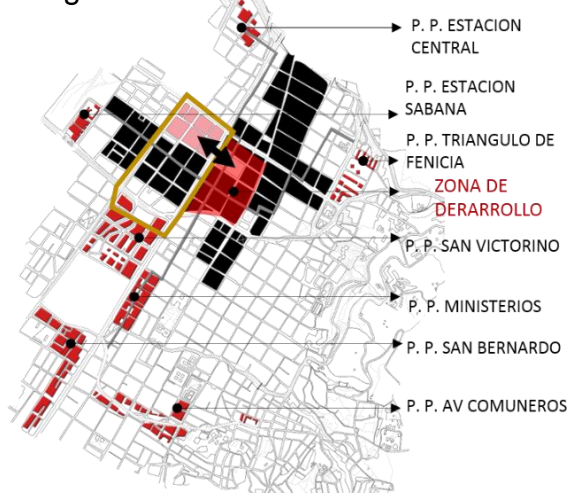 P. P. ESTACION
CENTRAL
P. P. ESTACION
SABANA
P. P. TRIANGULO DE
FENICIA
ZONA DE
DERARROLLO
P. P. SAN VICTORINO
P. P. MINISTERIOS
P. P. SAN BERNARDO
P. P. AV COMUNEROS